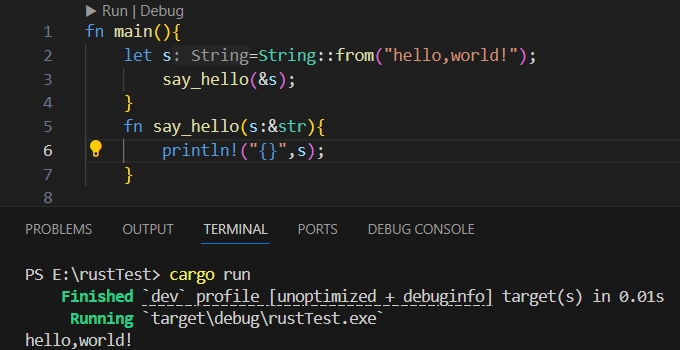 ▶ Run | Debug
1 fn main(){
2 let s: String=String::from("hello,world!");
3 say_hello(&s);
4 }
5 fn say_hello(s:&str){
6 println!("{}",s);
7 }
8
PROBLEMS OUTPUT TERMINAL PORTS DEBUG CONSOLE
PS E:\rustTest> cargo run
Finished `dev` profile [unoptimized + debuginfo] target(s) in 0.01s
Running `target\debug\rustTest.exe`
hello,world!